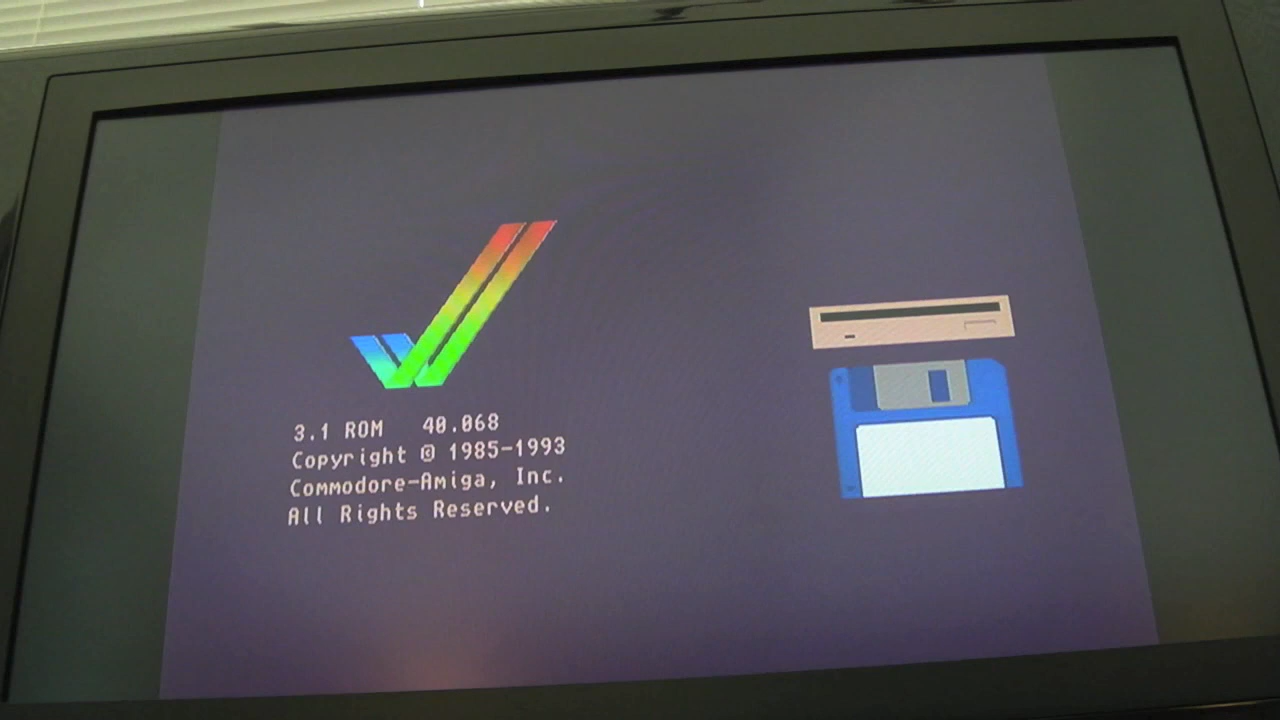 3.1 ROM 40.068
Copyright © 1985-1993
Commodore-Amiga, Inc.
All Rights Reserved.